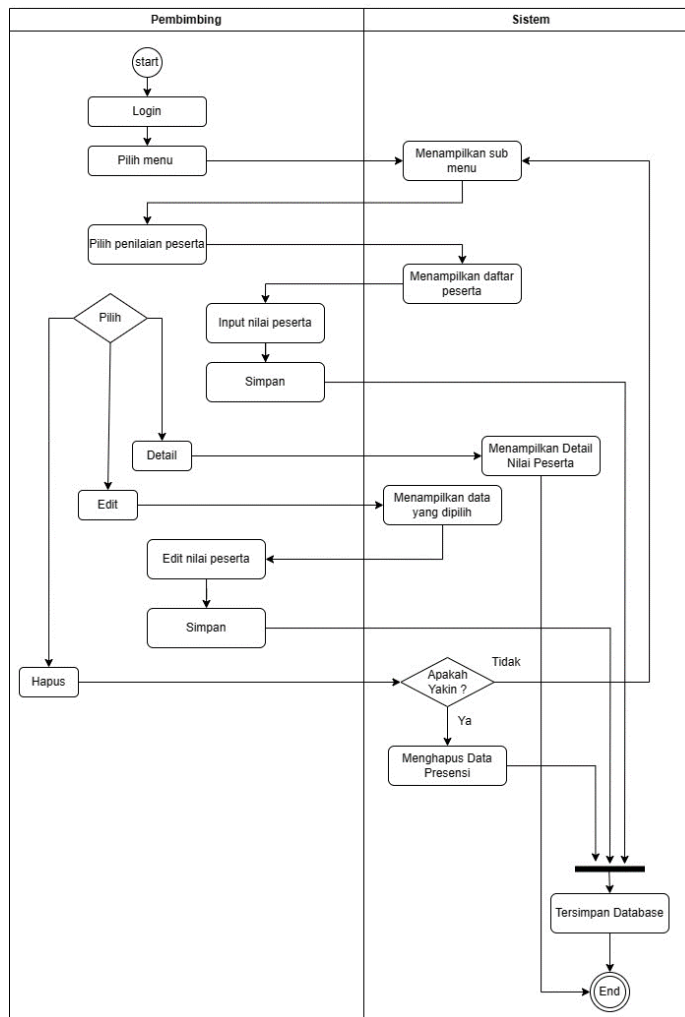 Pembimbing
Sistem
start
Login
Pilih menu
Menampilkan sub
menu
Pilih penilaian peserta
Menampilkan daftar
peserta
Pilih
Input nilai peserta
Simpan
Detail
Menampilkan Detail
Nilai Peserta
Edit
Menampilkan data
yang dipilih
Edit nilai peserta
Simpan
Hapus
Apakah
Yakin ?
Tidak
Ya
Menghapus Data
Presensi
Tersimpan Database
End